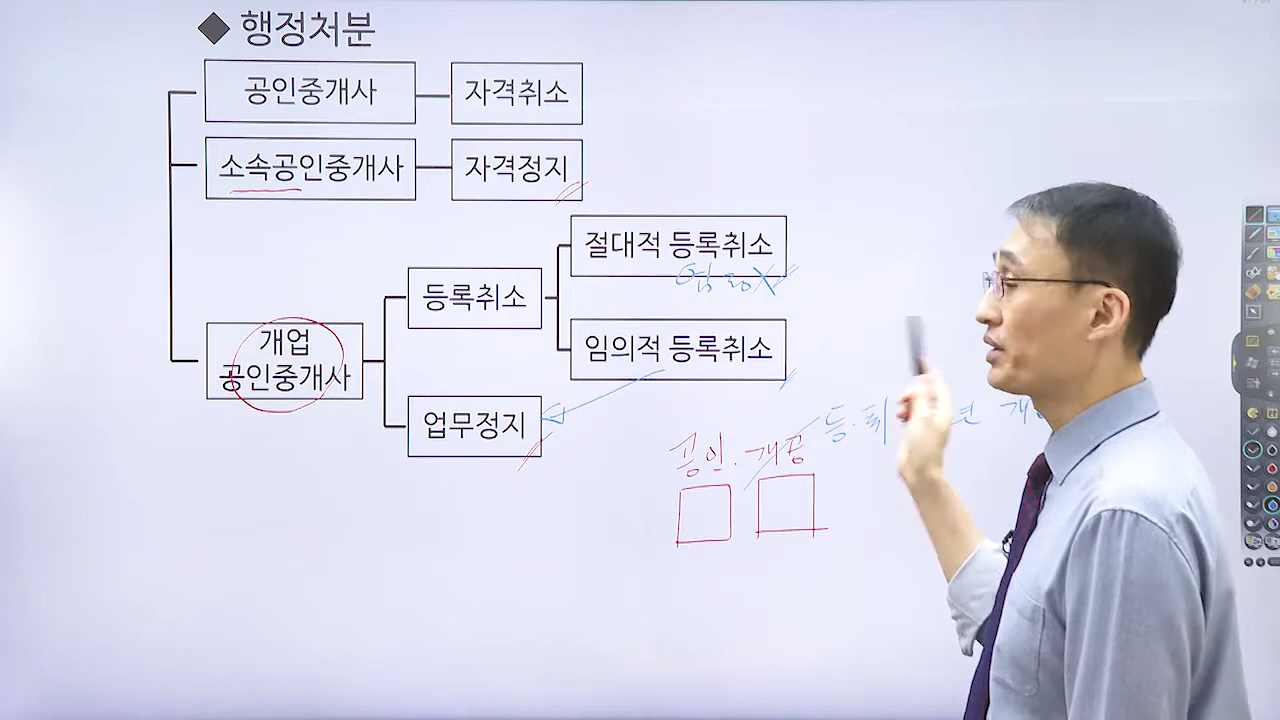 ◆ 행정처분
공인중개사
자격취소
소속공인중개사
자격정지
절대적 등록취소
등록취소
임의적 등록취소
개업
공인중개사
업무정지
공인. 개공
등.취